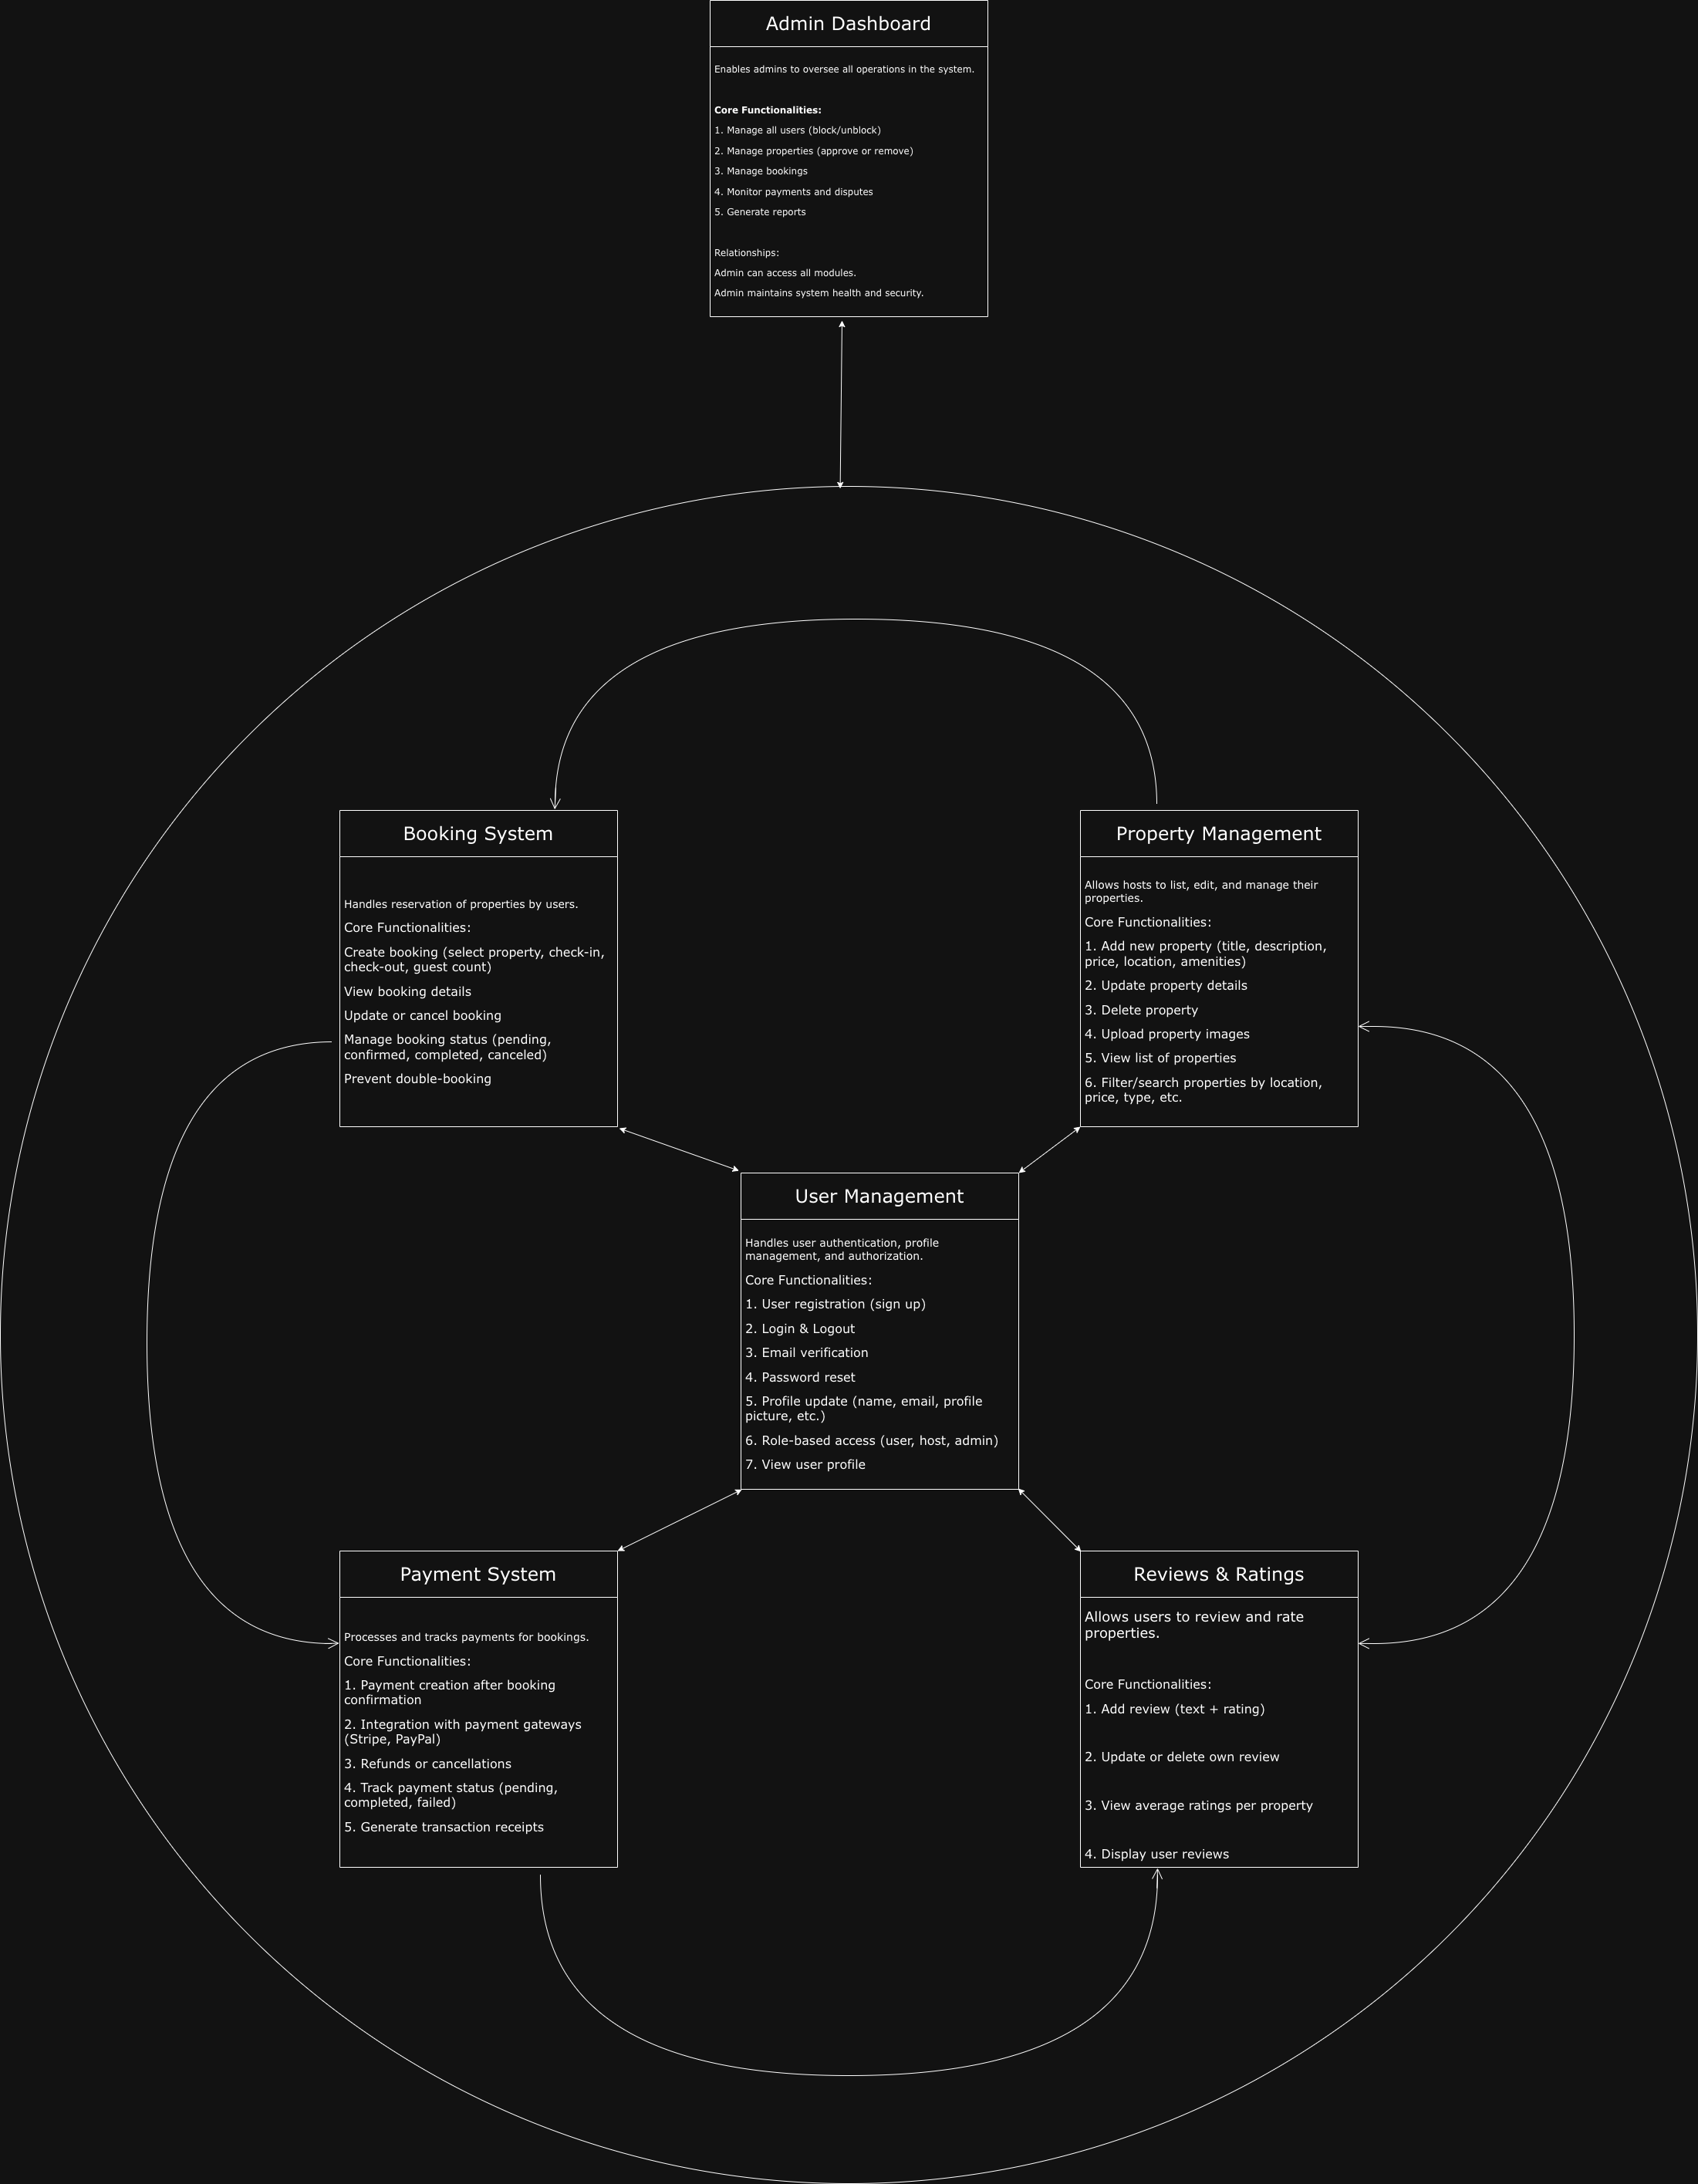 Admin Dashboard
Enables admins to oversee all operations in the system.
Core Functionalities:
1. Manage all users (block/unblock)
2. Manage properties (approve or remove)
3. Manage bookings
4. Monitor payments and disputes
5. Generate reports
Relationships:
Admin can access all modules.
Admin maintains system health and security.
Booking System
Handles reservation of properties by users.
Core Functionalities:
Create booking (select property, check-in,
check-out, guest count)
View booking details
Update or cancel booking
Manage booking status (pending,
confirmed, completed, canceled)
Prevent double-booking
Property Management
Allows hosts to list, edit, and manage their
properties.
Core Functionalities:
1. Add new property (title, description,
price, location, amenities)
2. Update property details
3. Delete property
4. Upload property images
5. View list of properties
6. Filter/search properties by location,
price, type, etc.
User Management
Handles user authentication, profile
management, and authorization.
Core Functionalities:
1. User registration (sign up)
2. Login & Logout
3. Email verification
4. Password reset
5. Profile update (name, email, profile
picture, etc.)
6. Role-based access (user, host, admin)
7. View user profile
Payment System
Processes and tracks payments for bookings.
Core Functionalities:
1. Payment creation after booking
confirmation
2. Integration with payment gateways
(Stripe, PayPal)
3. Refunds or cancellations
4. Track payment status (pending,
completed, failed)
5. Generate transaction receipts
Reviews & Ratings
Allows users to review and rate
properties.
Core Functionalities:
1. Add review (text + rating)
2. Update or delete own review
3. View average ratings per property
4. Display user reviews